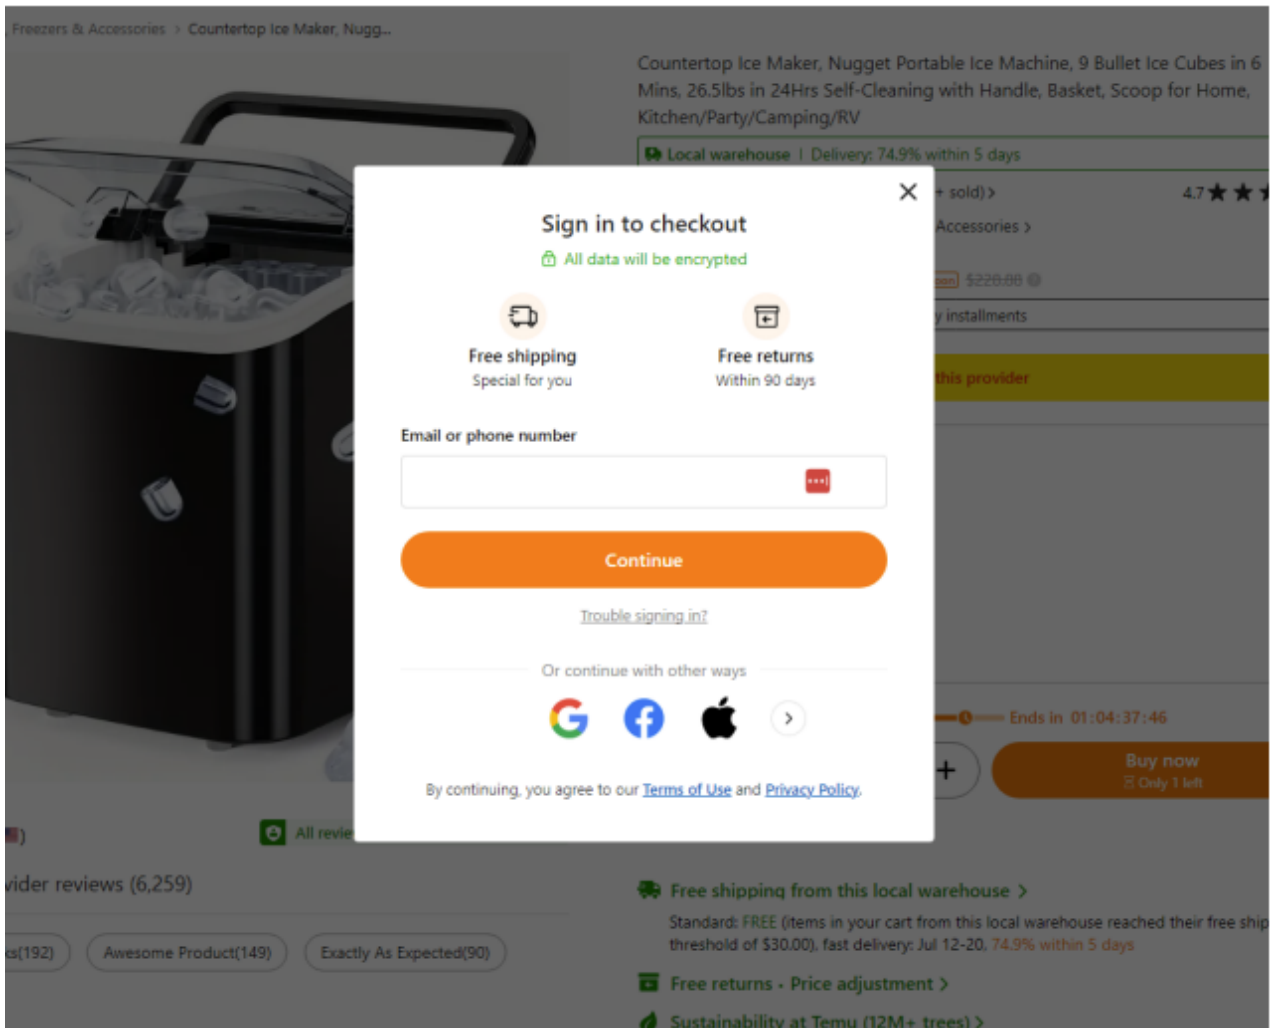 Freezers & Accessories > Countertop Ice Maker, Nugg...
Countertop Ice Maker, Nugget Portable Ice Machine, 9 Bullet Ice Cubes in 6
Mins, 26.5lbs in 24Hrs Self-Cleaning with Handle, Basket, Scoop for Home,
Kitchen/Party/Camping/RV
Local warehouse | Delivery: 74.9% within 5 days
+ sold) >
4.7
Accessories >
$228.88
y installments
this provider
Sign in to checkout
All data will be encrypted
Free shipping
Special for you
Free returns
Within 90 days
Email or phone number
Continue
Trouble signing in?
Or continue with other ways
By continuing, you agree to our Terms of Use and Privacy Policy.
Ends in 01:04:37:46
Buy now
Only 1 left
All revie
vider reviews (6,259)
cs(192)
Awesome Product(149)
Exactly As Expected(90)
Free shipping from this local warehouse >
Standard: FREE (items in your cart from this local warehouse reached their free ship
threshold of $30.00), fast delivery: Jul 12-20, 74.9% within 5 days
Free returns · Price adjustment >
Sustainability at Temu (12M+ trees) >